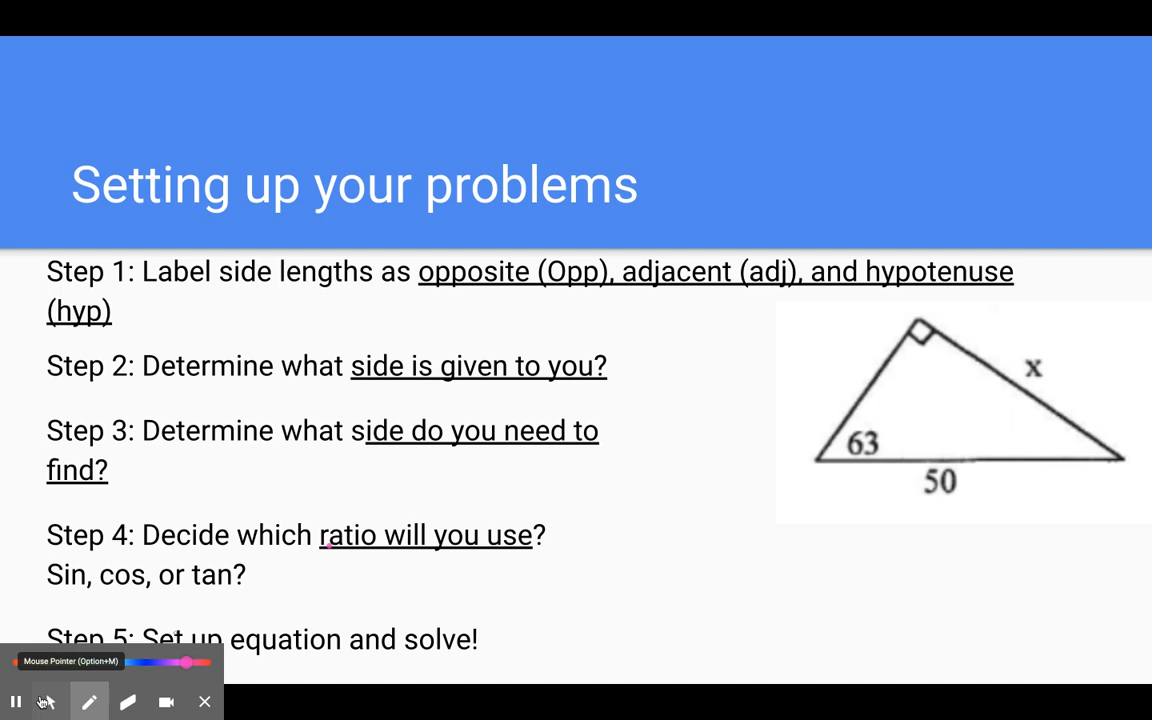 Setting up your problems
Step 1: Label side lengths as opposite (Opp), adjacent (adj), and hypotenuse
(hyp)
Step 2: Determine what side is given to you?
Step 3: Determine what side do you need to
find?
Step 4: Decide which ratio will you use?
Sin, cos, or tan?
Step 5: Set up equation and solve!
x
63
50
Mouse Pointer (Option+M)